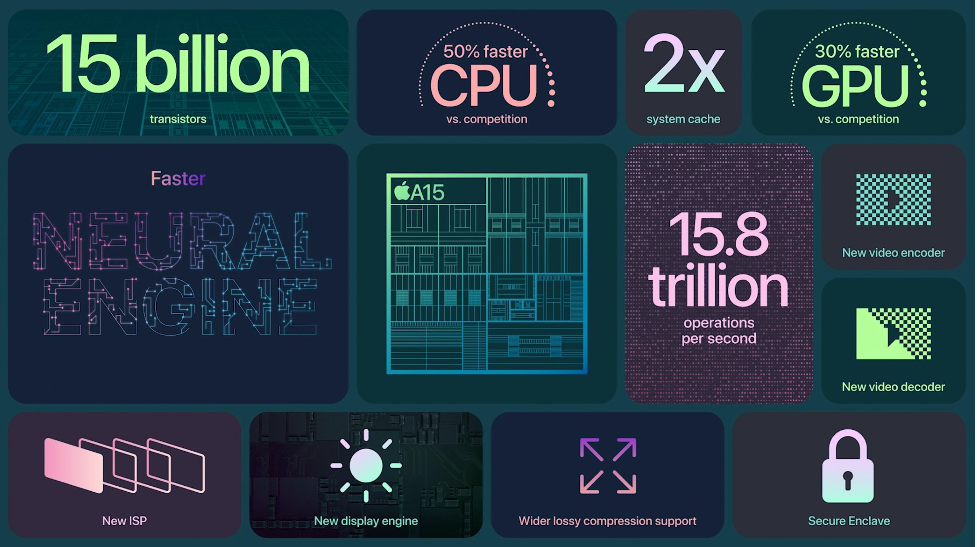 15 billion
transistors
50% faster
CPU
vs. competition
2x
system cache
30% faster
GPU
vs. competition
Faster
NEURAL
ENGINE
A15
15.8
trillion
operations
per second
New video encoder
New video decoder
New ISP
New display engine
Wider lossy compression support
Secure Enclave